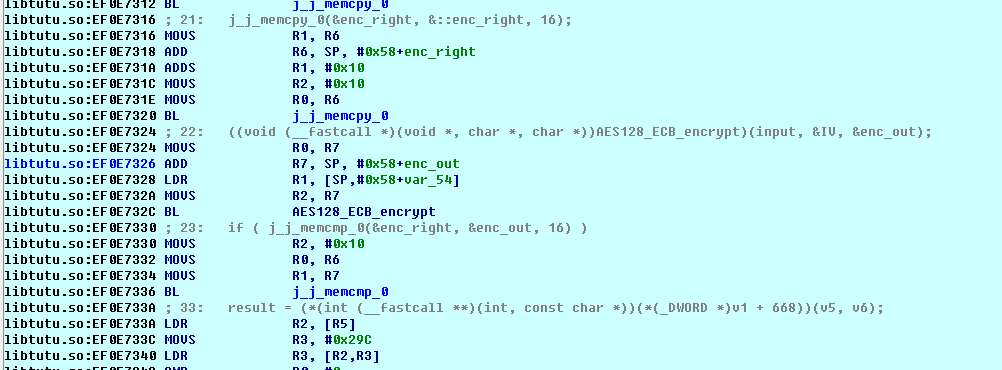 libtutu.so:EF0E7312 BL j_j_memcpy_0
libtutu.so:EF0E7316 ; 21: j_j_memcpy_0(&enc_right, &::enc_right, 16);
libtutu.so:EF0E7316 MOVS R1, R6
libtutu.so:EF0E7318 ADD R6, SP, #0x58+enc_right
libtutu.so:EF0E731A ADDS R1, #0x10
libtutu.so:EF0E731C MOVS R2, #0x10
libtutu.so:EF0E731E MOVS R0, R6
libtutu.so:EF0E7320 BL j_j_memcpy_0
libtutu.so:EF0E7324 ; 22: ((void (__fastcall *)(void *, char *, char *))AES128_ECB_encrypt)(input, &IV, &enc_out);
libtutu.so:EF0E7324 MOVS R0, R7
libtutu.so:EF0E7326 ADD R7, SP, #0x58+enc_out
libtutu.so:EF0E7328 LDR R1, [SP,#0x58+var_54]
libtutu.so:EF0E732A MOVS R2, R7
libtutu.so:EF0E732C BL AES128_ECB_encrypt
libtutu.so:EF0E7330 ; 23: if ( j_j_memcmp_0(&enc_right, &enc_out, 16) )
libtutu.so:EF0E7330 MOVS R2, #0x10
libtutu.so:EF0E7332 MOVS R0, R6
libtutu.so:EF0E7334 MOVS R1, R7
libtutu.so:EF0E7336 BL j_j_memcmp_0
libtutu.so:EF0E733A ; 33: result = (*(int (__fastcall **)(int, const char *))(*(_DWORD *)v1 + 668))(v5, v6);
libtutu.so:EF0E733A LDR R2, [R5]
libtutu.so:EF0E733C MOVS R3, #0x29C
libtutu.so:EF0E7340 LDR R3, [R2,R3]